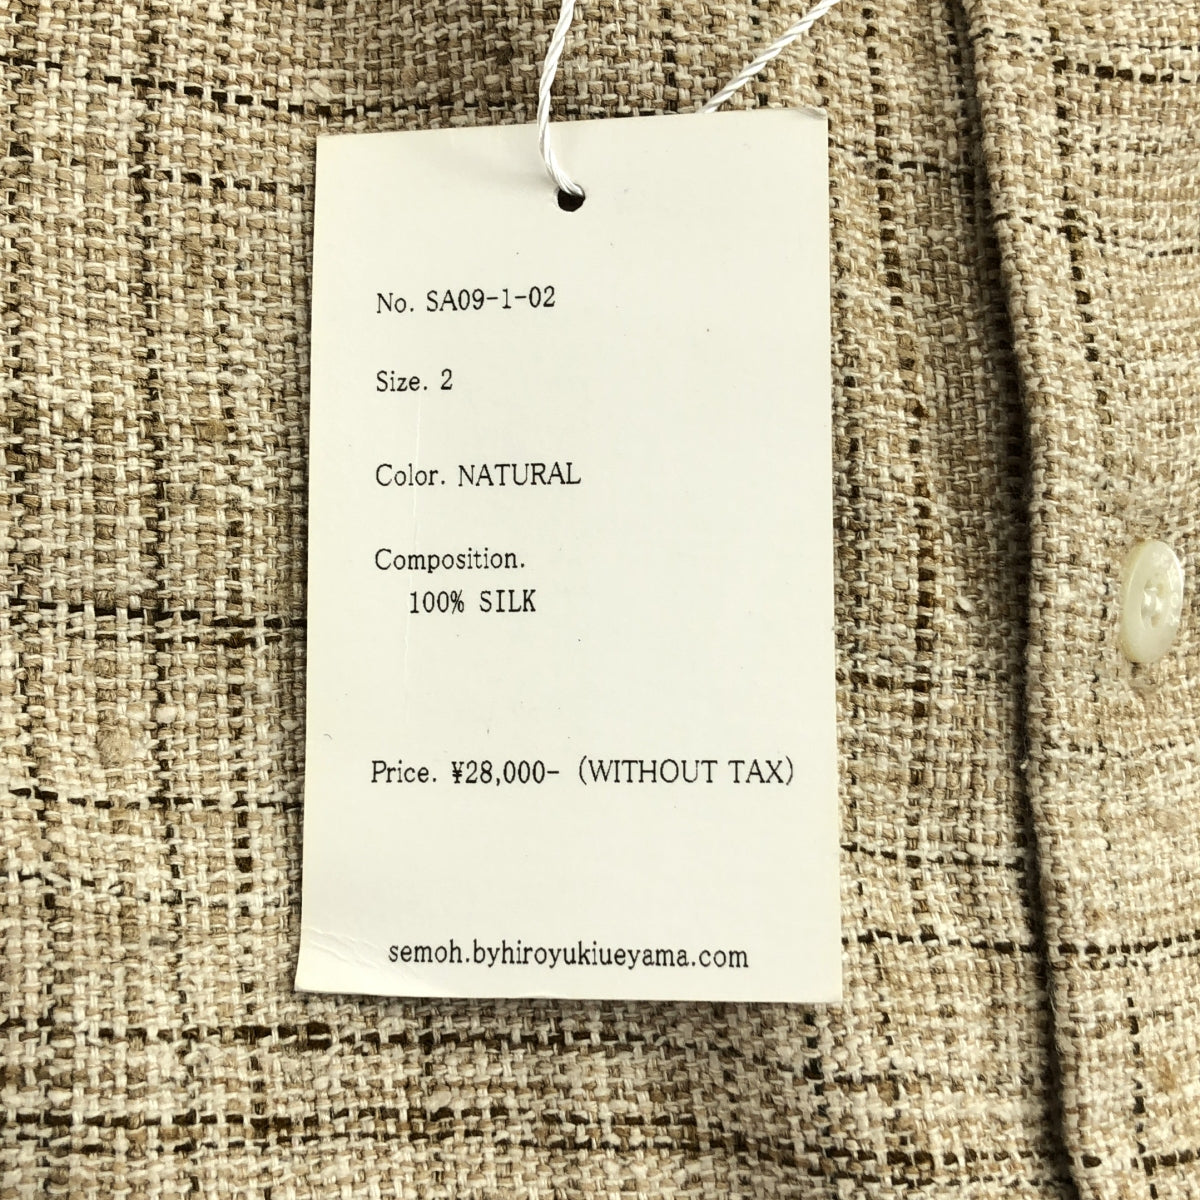 No. SA09-1-02
Size. 2
Color. NATURAL
Composition.
100% SILK
Price. ¥28,000- (WITHOUT TAX)
semoh.byhiroyukiueyama.com